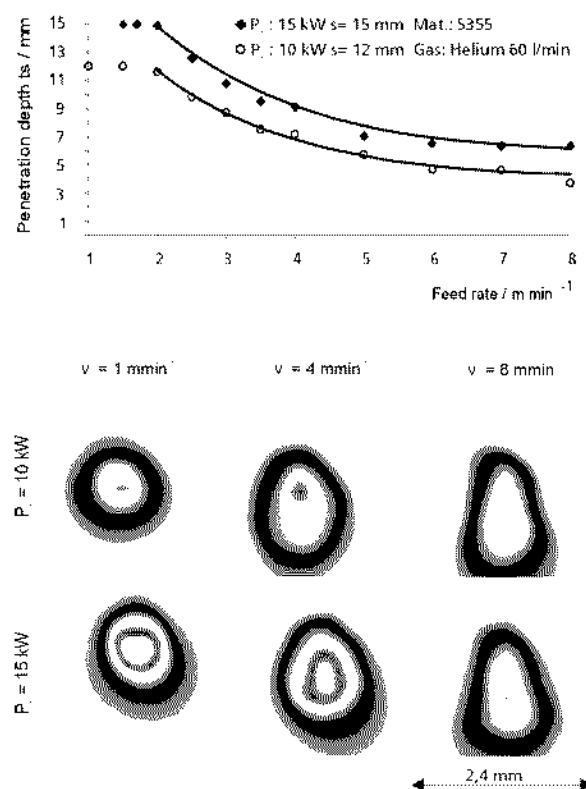 15
13
11
9
7
5
3
1
Penetration depth ts / mm
P : 15 kW s= 15 mm Mat.: 5355
P : 10 kW s= 12 mm Gas: Helium 60 l/min
1 2 3 4 5 6 7 8
Feed rate / m min -1
v = 1 mmin
v = 4 mmin
v = 8 mmin
P = 10 kW
P = 15 kW
2,4 mm